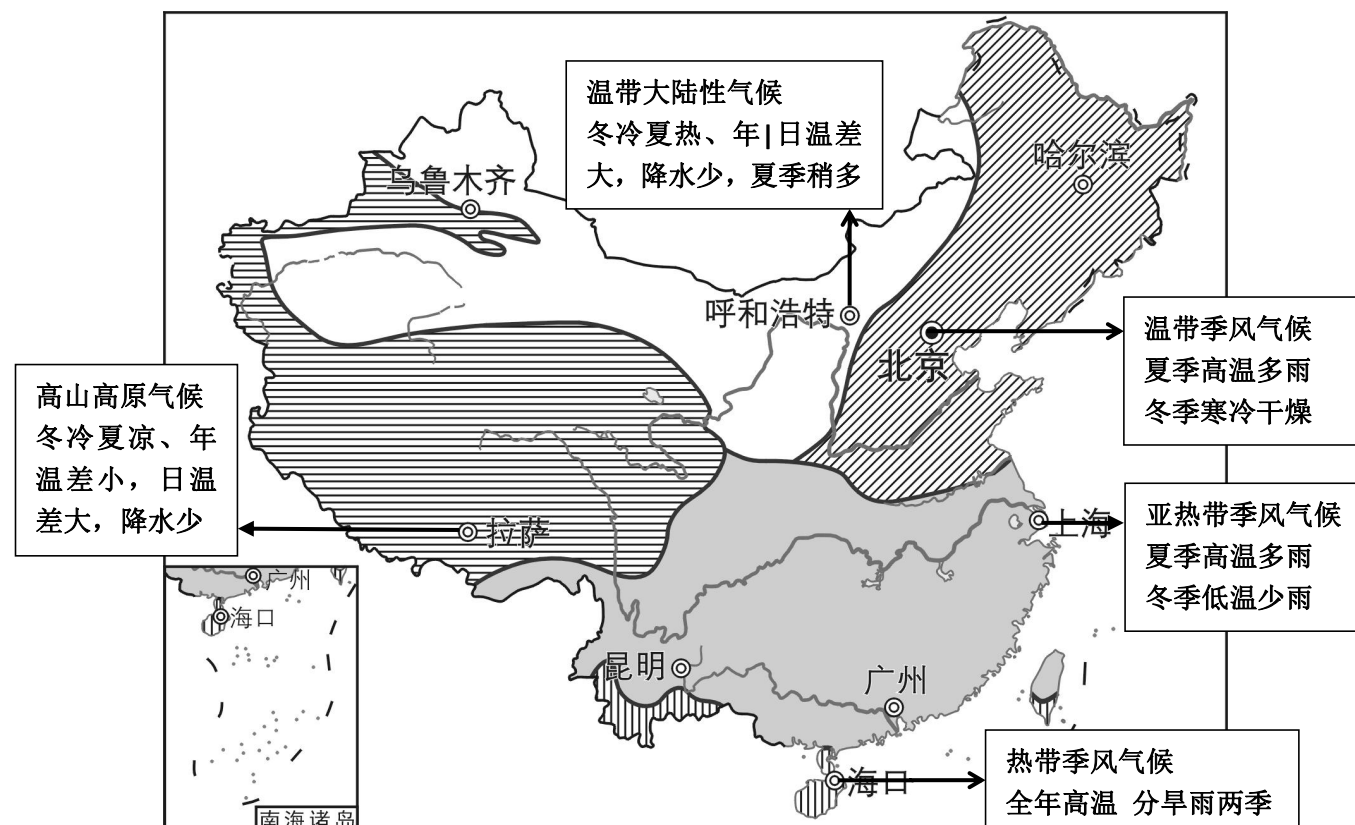 温带大陆性气候
冬冷夏热、年|日温差
大，降水少，夏季稍多
哈尔滨
乌鲁木齐
呼和浩特
北京
温带季风气候
夏季高温多雨
冬季寒冷干燥
高山高原气候
冬冷夏凉、年
温差小，日温
差大，降水少
拉萨
上海
亚热带季风气候
夏季高温多雨
冬季低温少雨
广州
海口
昆明
广州
海口
热带季风气候
全年高温 分旱雨两季
南海诸岛